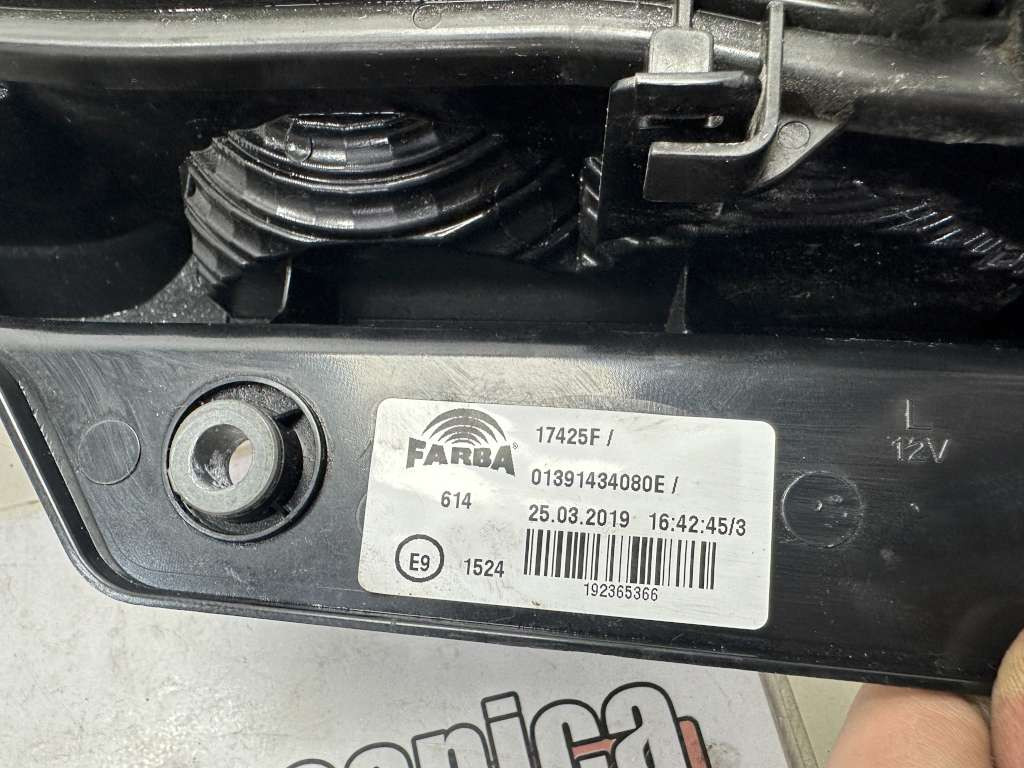 L
12V
FARBA®
17425F /
01391434080E /
614
25.03.2019 16:42:45/3
E9 1524
192365366